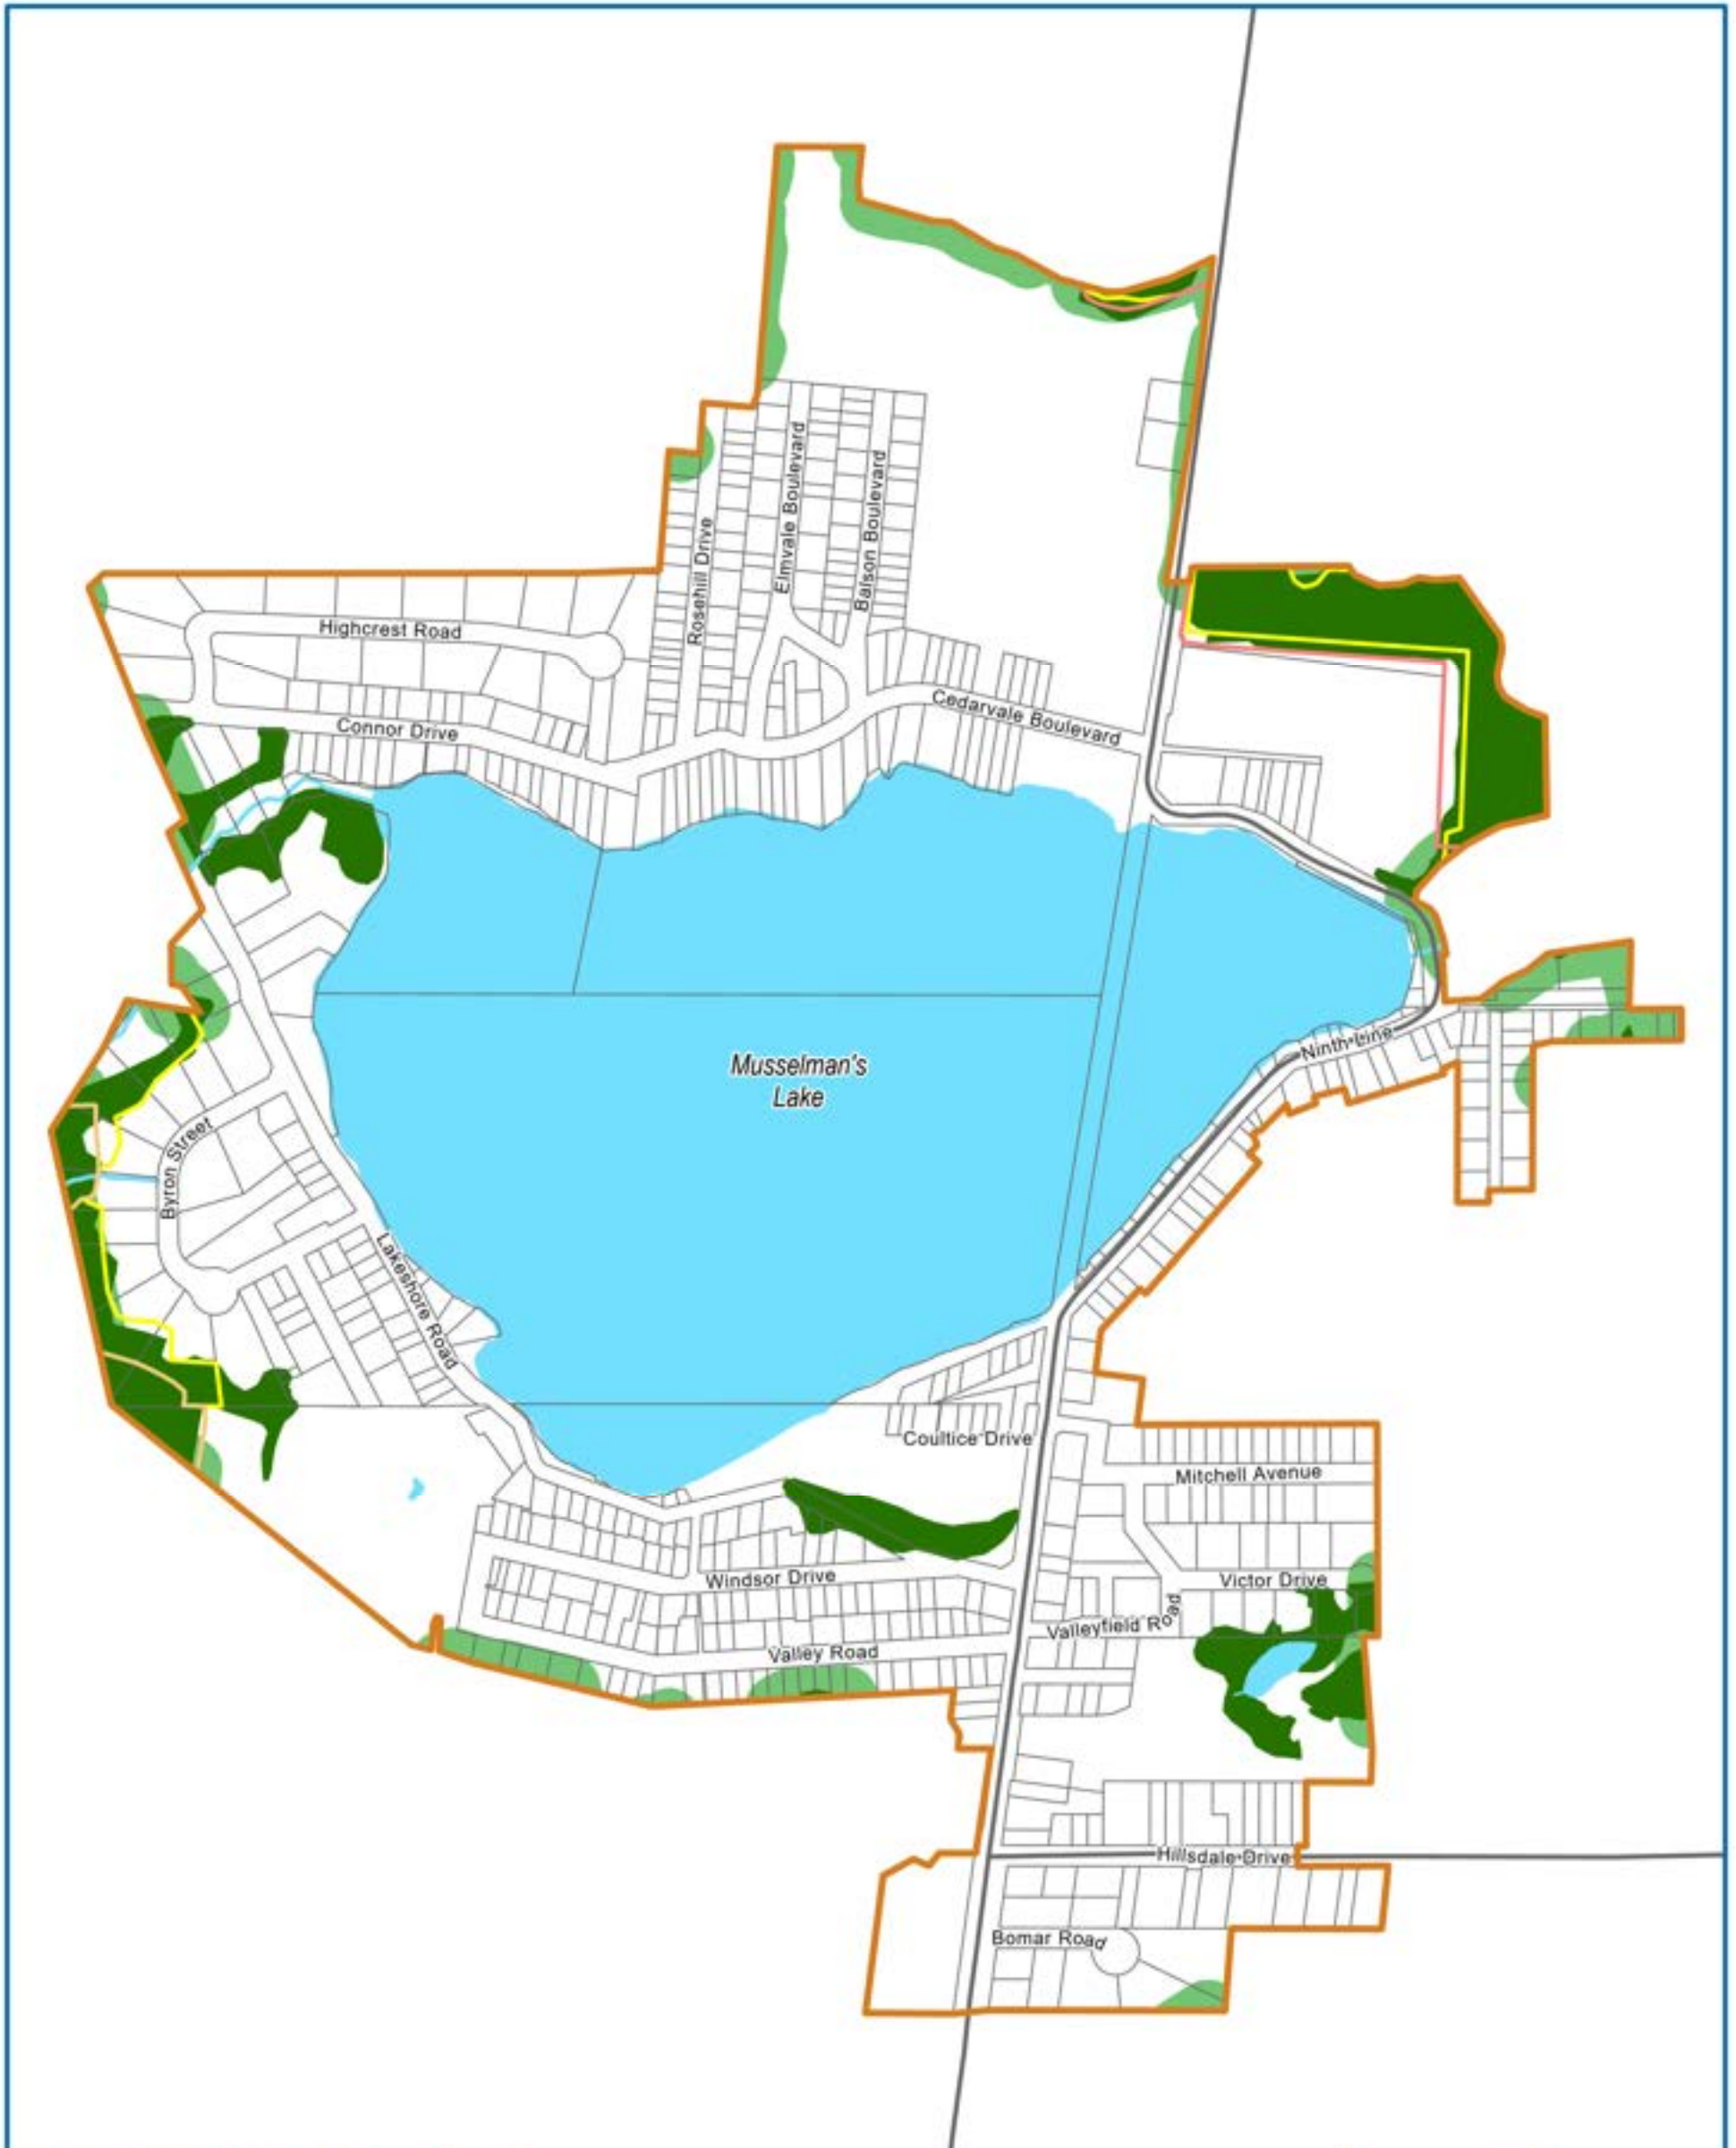 Elmvale Boulevard
Balson Boulevard
Rosehill Drive
Highcrest Road
Cedarvale Boulevard
Connor Drive
Musselman's
Lake
Ninth Line
Byron Street
Lakeshore Road
Coultice Drive
Mitchell Avenue
Windsor Drive
Victor Drive
Valleyfield Road
Valley Road
Hillsdale Drive
Bomar Road